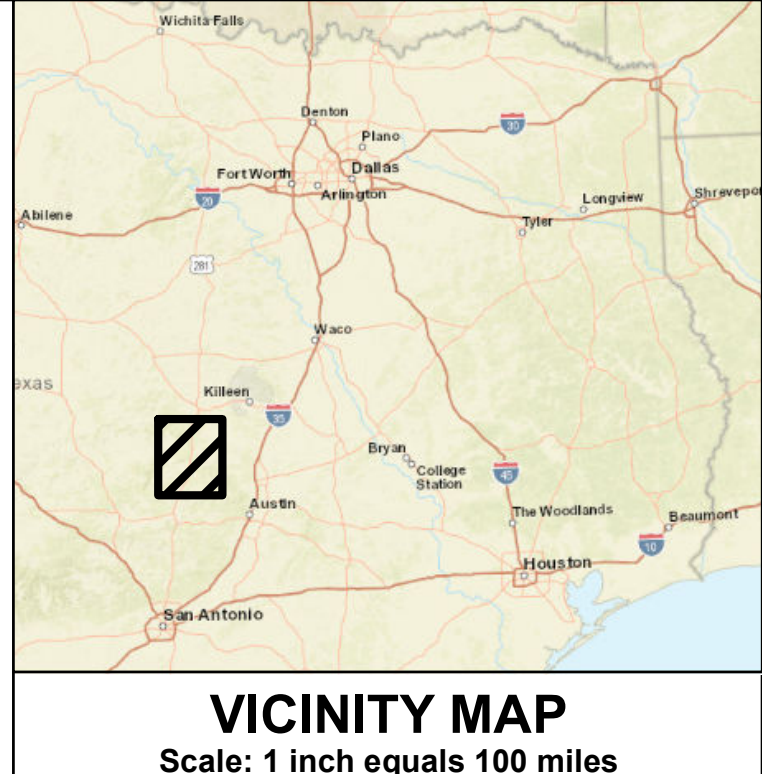 Wichita Falls
Denton
Plano
30
Fort Worth
Dallas
20
Arlington
Longview
Shrevepor
Abilene
Tyler
281
Waco
exas
Killeen
35
Bryan
College
Station
45
Austin
The Woodlands
Beaumont
10
Houston
San Antonio
VICINITY MAP
Scale: 1 inch equals 100 miles